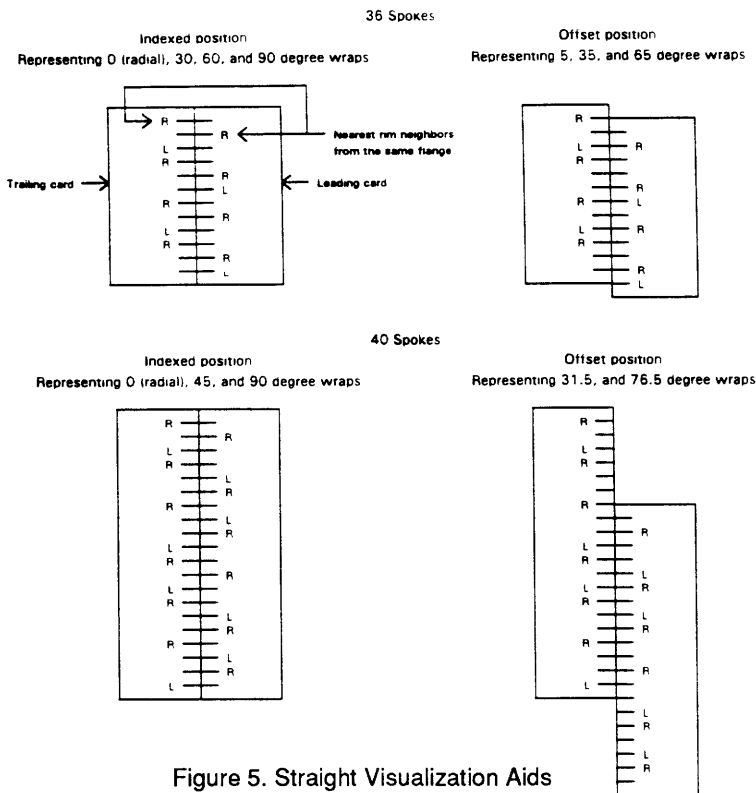 36 Spokes
Indexed position
Representing 0 (radial), 30, 60, and 90 degree wraps
R
R
Nearest rim neighbors
from the same flange
L
R
Trailing card
Leading card
R
L
R
R
L
R
R
L
Offset position
Representing 5, 35, and 65 degree wraps
R
L R
R
R
R L
L R
R
R
L
40 Spokes
Indexed position
Representing 0 (radial), 45, and 90 degree wraps
R
R
L
R
L
R
R
L
R
L
R
R
L
R
L
R
R
L
R
L
Offset position
Representing 31.5, and 76.5 degree wraps
R
L
R
R
R
L
R
L
L R
R
L
R
R
R
L
L
R
L
R
Figure 5. Straight Visualization Aids